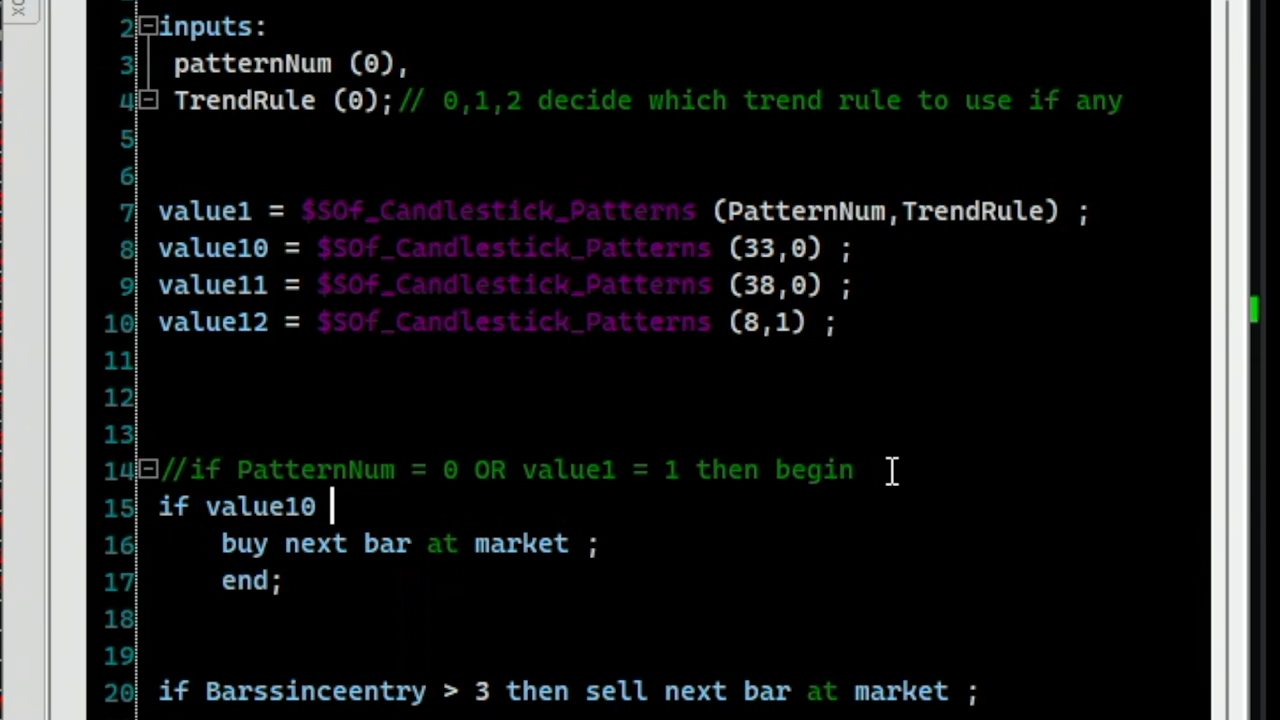 2 inputs:
3 patternNum (0),
4 TrendRule (0);// 0,1,2 decide which trend rule to use if any
5
6
7 value1 = $SOf_Candlestick_Patterns (PatternNum,TrendRule) ;
8 value10 = $SOf_Candlestick_Patterns (33,0) ;
9 value11 = $SOf_Candlestick_Patterns (38,0) ;
10 value12 = $SOf_Candlestick_Patterns (8,1) ;
11
12
13
14 //if PatternNum = 0 OR value1 = 1 then begin
15 if value10
16 buy next bar at market ;
17 end;
18
19
20 if Barssinceentry > 3 then sell next bar at market ;